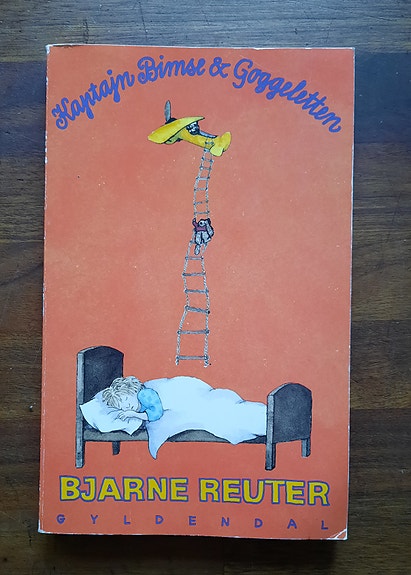 Kaptajn Bimse & Goggeletten
BJARNE REUTER
GYLDENDAL